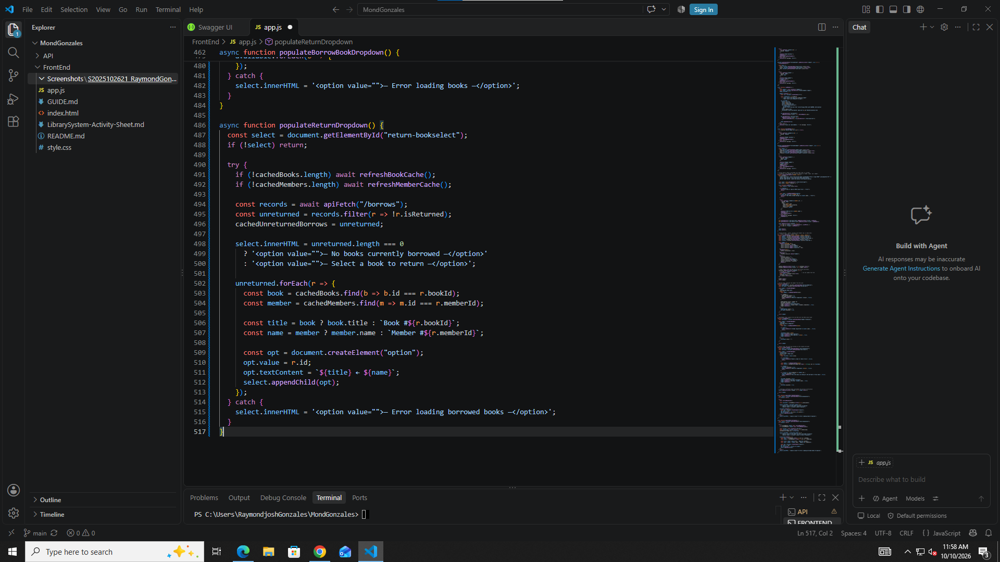 File Edit Selection View Go Run Terminal Help
MondGonzales
Sign In
Explorer
MondGonzales
API
FrontEnd
Screenshots\S2025102621_RaymondGon...
JS app.js
GUIDE.md
<> index.html
LibrarySystem-Activity-Sheet.md
README.md
# style.css
Outline
Timeline
Swagger UI
JS app.js
FrontEnd > JS app.js > populateReturnDropdown
462 async function populateBorrowBookDropdown() {
480 });
481 } catch {
482 select.innerHTML = '<option value="">— Error loading books —</option>';
483 }
484 }
485
486 async function populateReturnDropdown() {
487 const select = document.getElementById("return-bookselect");
488 if (!select) return;
489
490 try {
491 if (!cachedBooks.length) await refreshBookCache();
492 if (!cachedMembers.length) await refreshMemberCache();
493
494 const records = await apiFetch("/borrows");
495 const unreturned = records.filter(r => !r.isReturned);
496 cachedUnreturnedBorrows = unreturned;
497
498 select.innerHTML = unreturned.length === 0
499 ? '<option value="">— No books currently borrowed —</option>'
500 : '<option value="">— Select a book to return —</option>';
501
502 unreturned.forEach(r => {
503 const book = cachedBooks.find(b => b.id === r.bookId);
504 const member = cachedMembers.find(m => m.id === r.memberId);
505
506 const title = book ? book.title : `Book #${r.bookId}`;
507 const name = member ? member.name : `Member #${r.memberId}`;
508
509 const opt = document.createElement("option");
510 opt.value = r.id;
511 opt.textContent = `${title} ← ${name}`;
512 select.appendChild(opt);
513 });
514 } catch {
515 select.innerHTML = '<option value="">— Error loading borrowed books —</option>';
516 }
517 }
Problems Output Debug Console Terminal Ports
PS C:\Users\RaymondjoshGonzales\MondGonzales>
API
FRONTEND
Chat
Build with Agent
AI responses may be inaccurate
Generate Agent Instructions to onboard AI
onto your codebase.
JS app.js
Describe what to build
Agent Models
Local Default permissions
main 0 0
Ln 517, Col 2 Spaces: 4 UTF-8 CRLF { } JavaScript
Type here to search
11:58 AM
10/10/2026
3